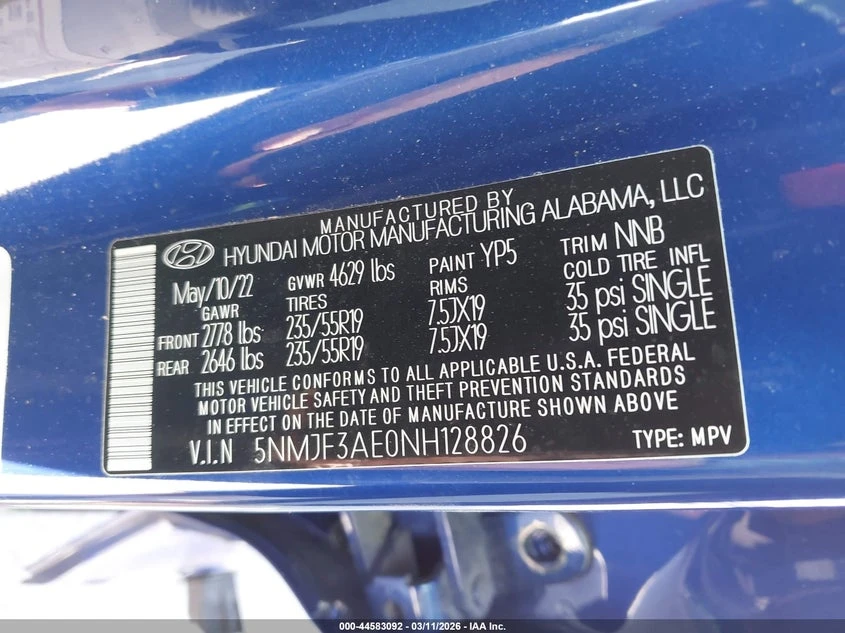 MANUFACTURED BY
HYUNDAI MOTOR MANUFACTURING ALABAMA, LLC
May/10/22 GVWR 4629 lbs PAINT YP5 TRIM NNB
GAWR TIRES RIMS COLD TIRE INFL
FRONT 2778 lbs 235/55R19 7.5JX19 35 psi SINGLE
REAR 2646 lbs 235/55R19 7.5JX19 35 psi SINGLE
THIS VEHICLE CONFORMS TO ALL APPLICABLE U.S.A. FEDERAL
MOTOR VEHICLE SAFETY AND THEFT PREVENTION STANDARDS
IN EFFECT ON THE DATE OF MANUFACTURE SHOWN ABOVE
V.I.N 5NMJF3AE0NH128826 TYPE: MPV
000-44583092 - 03/11/2026 - IAA Inc.